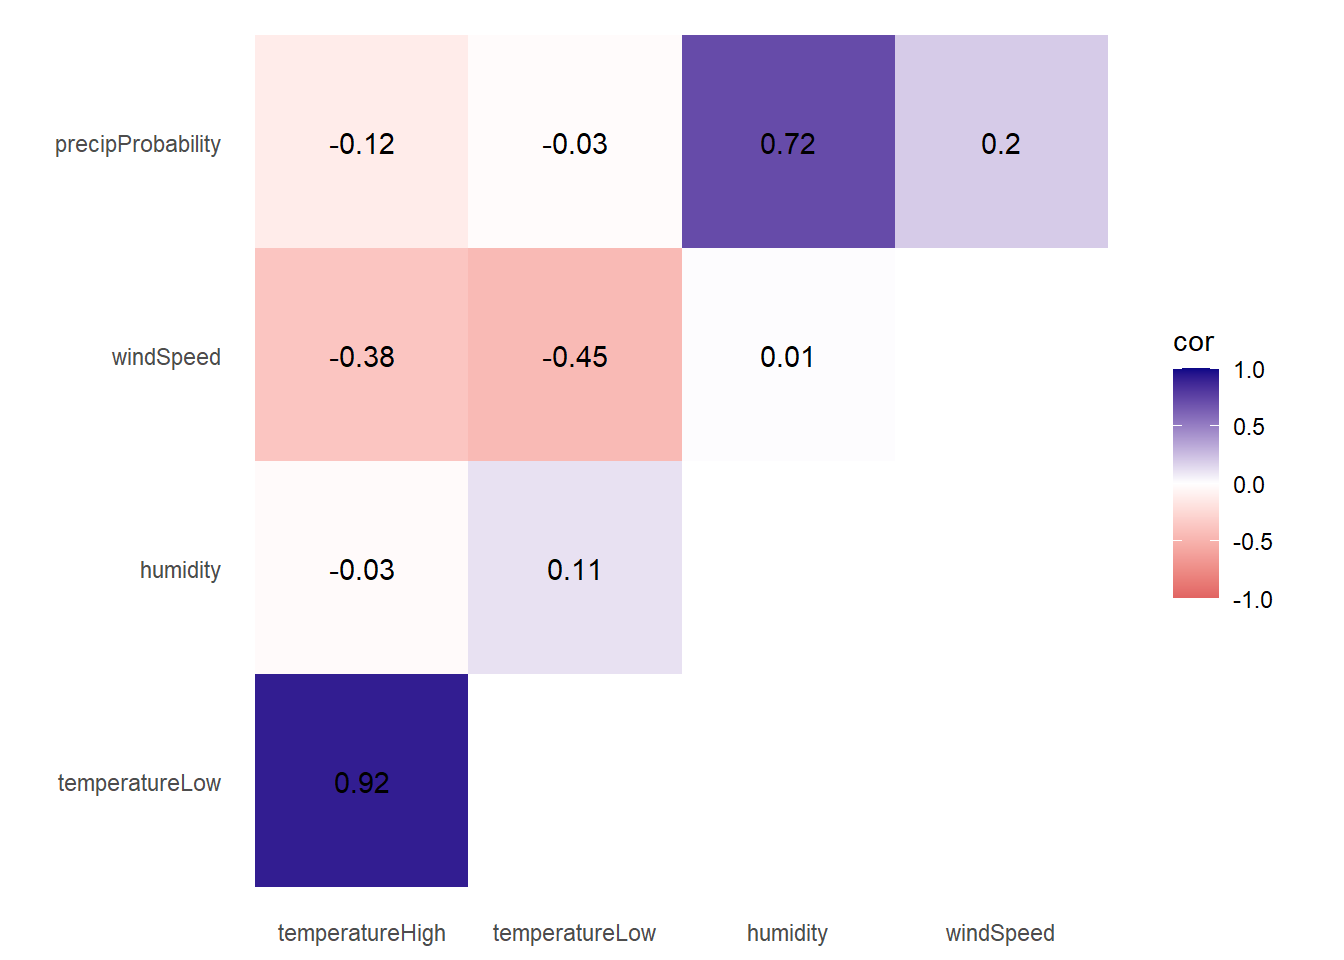 precipProbability -0.12 -0.03 0.72 0.2
windSpeed -0.38 -0.45 0.01
humidity -0.03 0.11
temperatureLow 0.92
temperatureHigh temperatureLow humidity windSpeed
cor
1.0
0.5
0.0
-0.5
-1.0